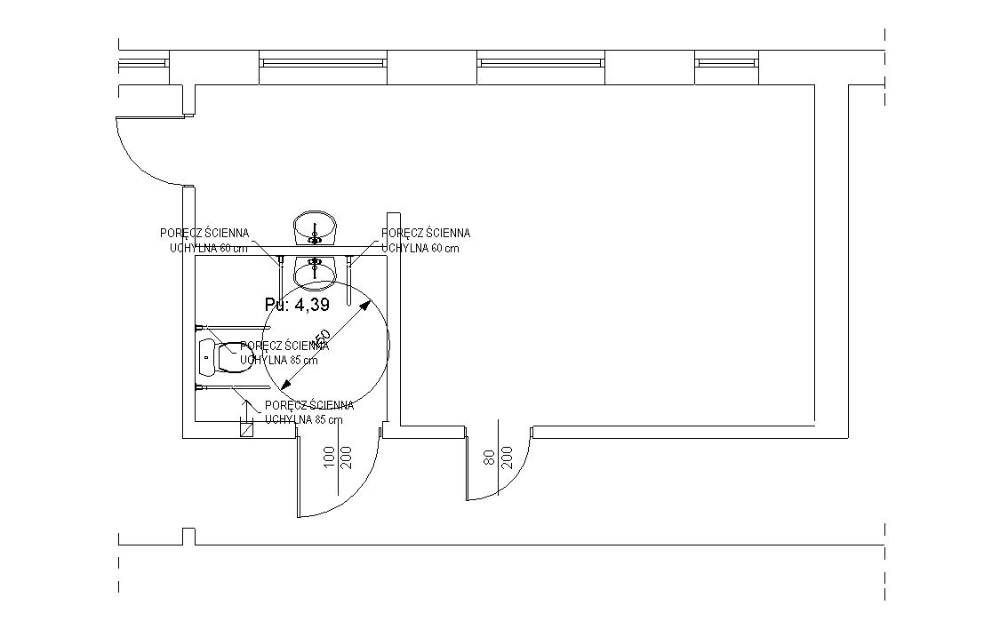 PORĘCZ ŚCIENNA
UCHYLNA 60 cm
PORĘCZ ŚCIENNA
UCHYLNA 60 cm
Pu: 4,39
150
PORĘCZ ŚCIENNA
UCHYLNA 85 cm
PORĘCZ ŚCIENNA
UCHYLNA 85 cm
100
200
80
200